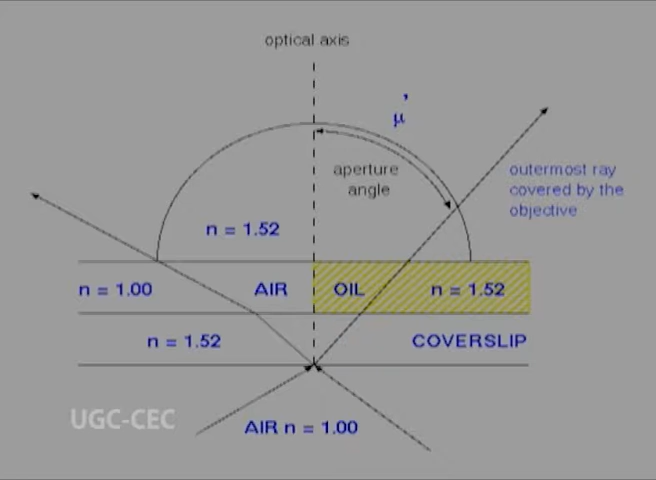 optical axis
μ'
aperture
angle
outermost ray
covered by the
objective
n = 1.52
n = 1.00 AIR OIL n = 1.52
n = 1.52 COVERSLIP
UGC-CEC
AIR n = 1.00